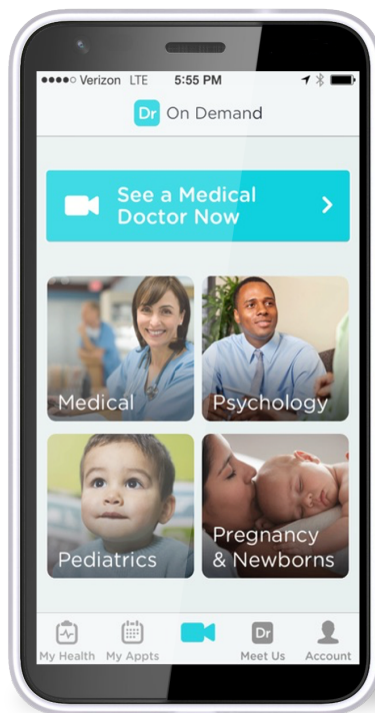 Verizon LTE 5:55 PM
Dr On Demand
See a Medical
Doctor Now
Medical
Psychology
Pediatrics
Pregnancy
& Newborns
My Health My Appts Dr Meet Us Account